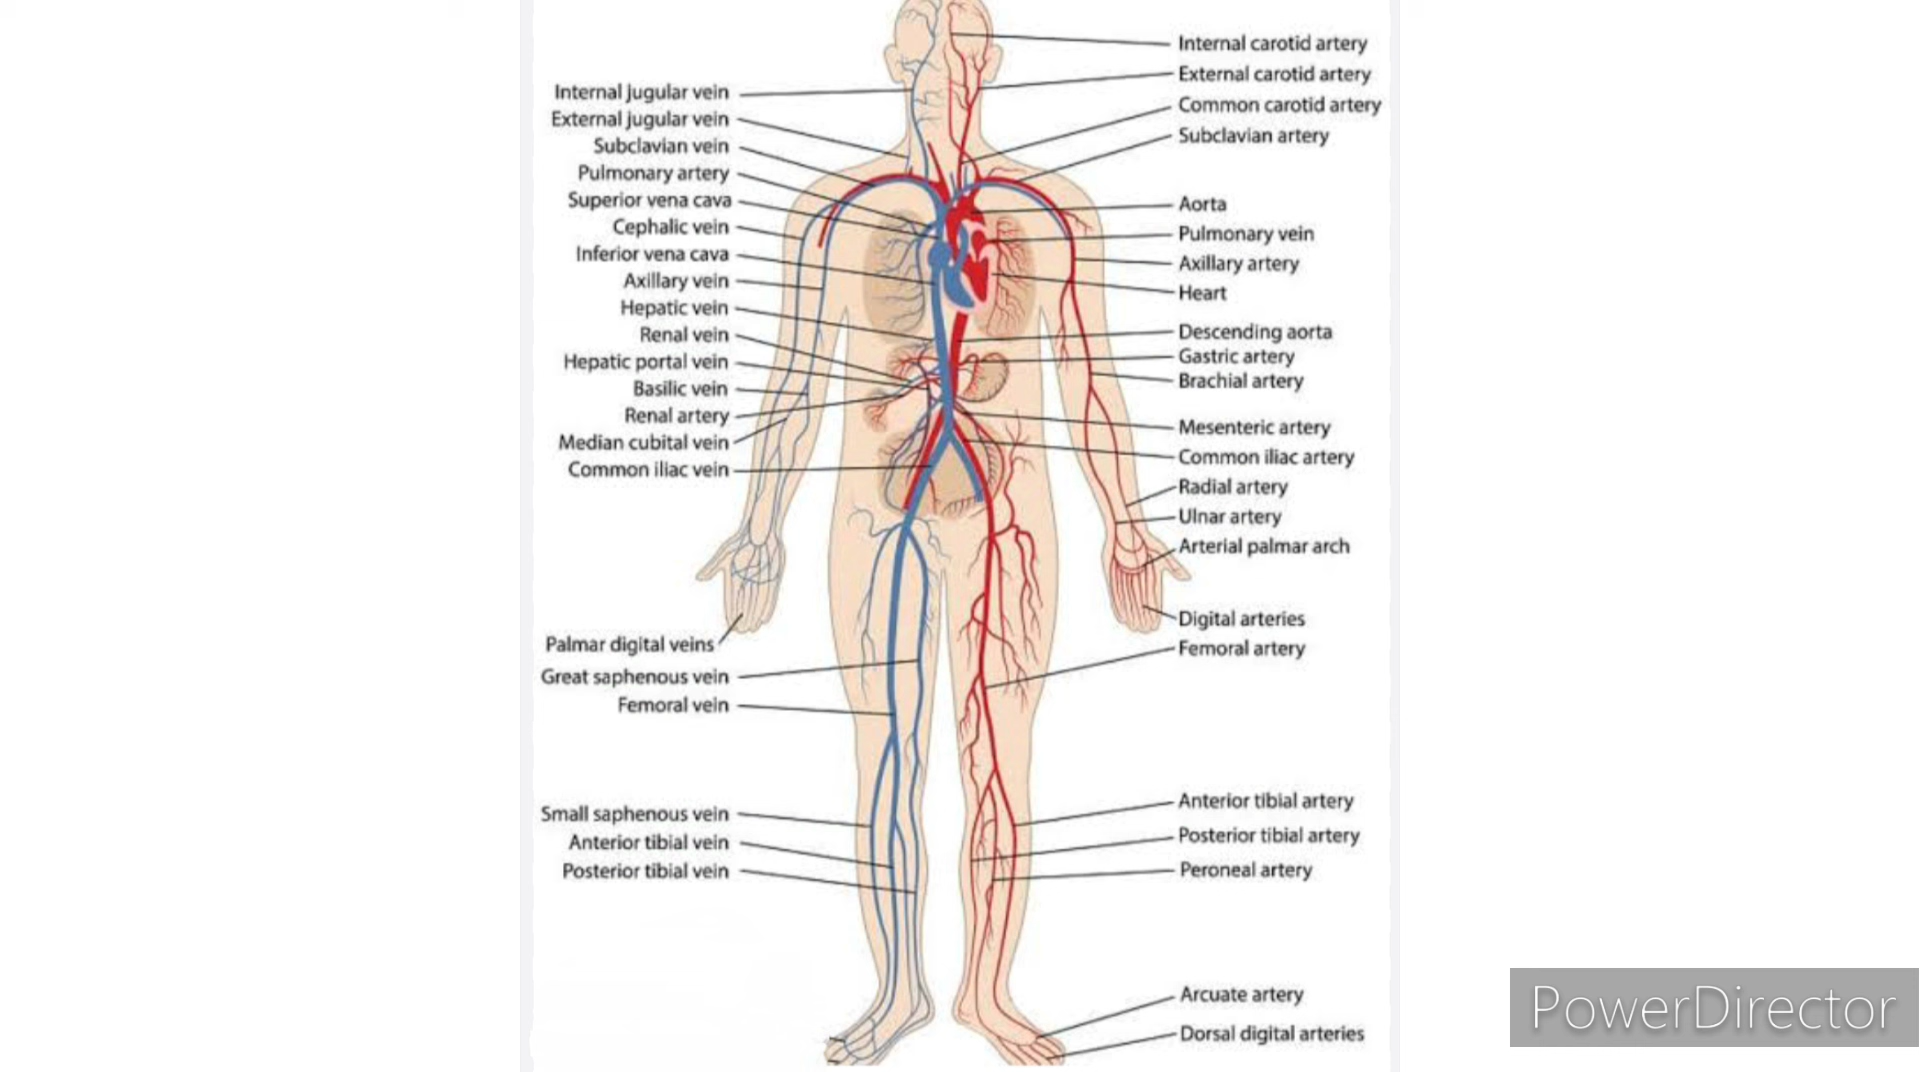 Internal jugular vein
External jugular vein
Subclavian vein
Pulmonary artery
Superior vena cava
Cephalic vein
Inferior vena cava
Axillary vein
Hepatic vein
Renal vein
Hepatic portal vein
Basilic vein
Renal artery
Median cubital vein
Common iliac vein
Palmar digital veins
Great saphenous vein
Femoral vein
Small saphenous vein
Anterior tibial vein
Posterior tibial vein
Internal carotid artery
External carotid artery
Common carotid artery
Subclavian artery
Aorta
Pulmonary vein
Axillary artery
Heart
Descending aorta
Gastric artery
Brachial artery
Mesenteric artery
Common iliac artery
Radial artery
Ulnar artery
Arterial palmar arch
Digital arteries
Femoral artery
Anterior tibial artery
Posterior tibial artery
Peroneal artery
Arcuate artery
Dorsal digital arteries
PowerDirector